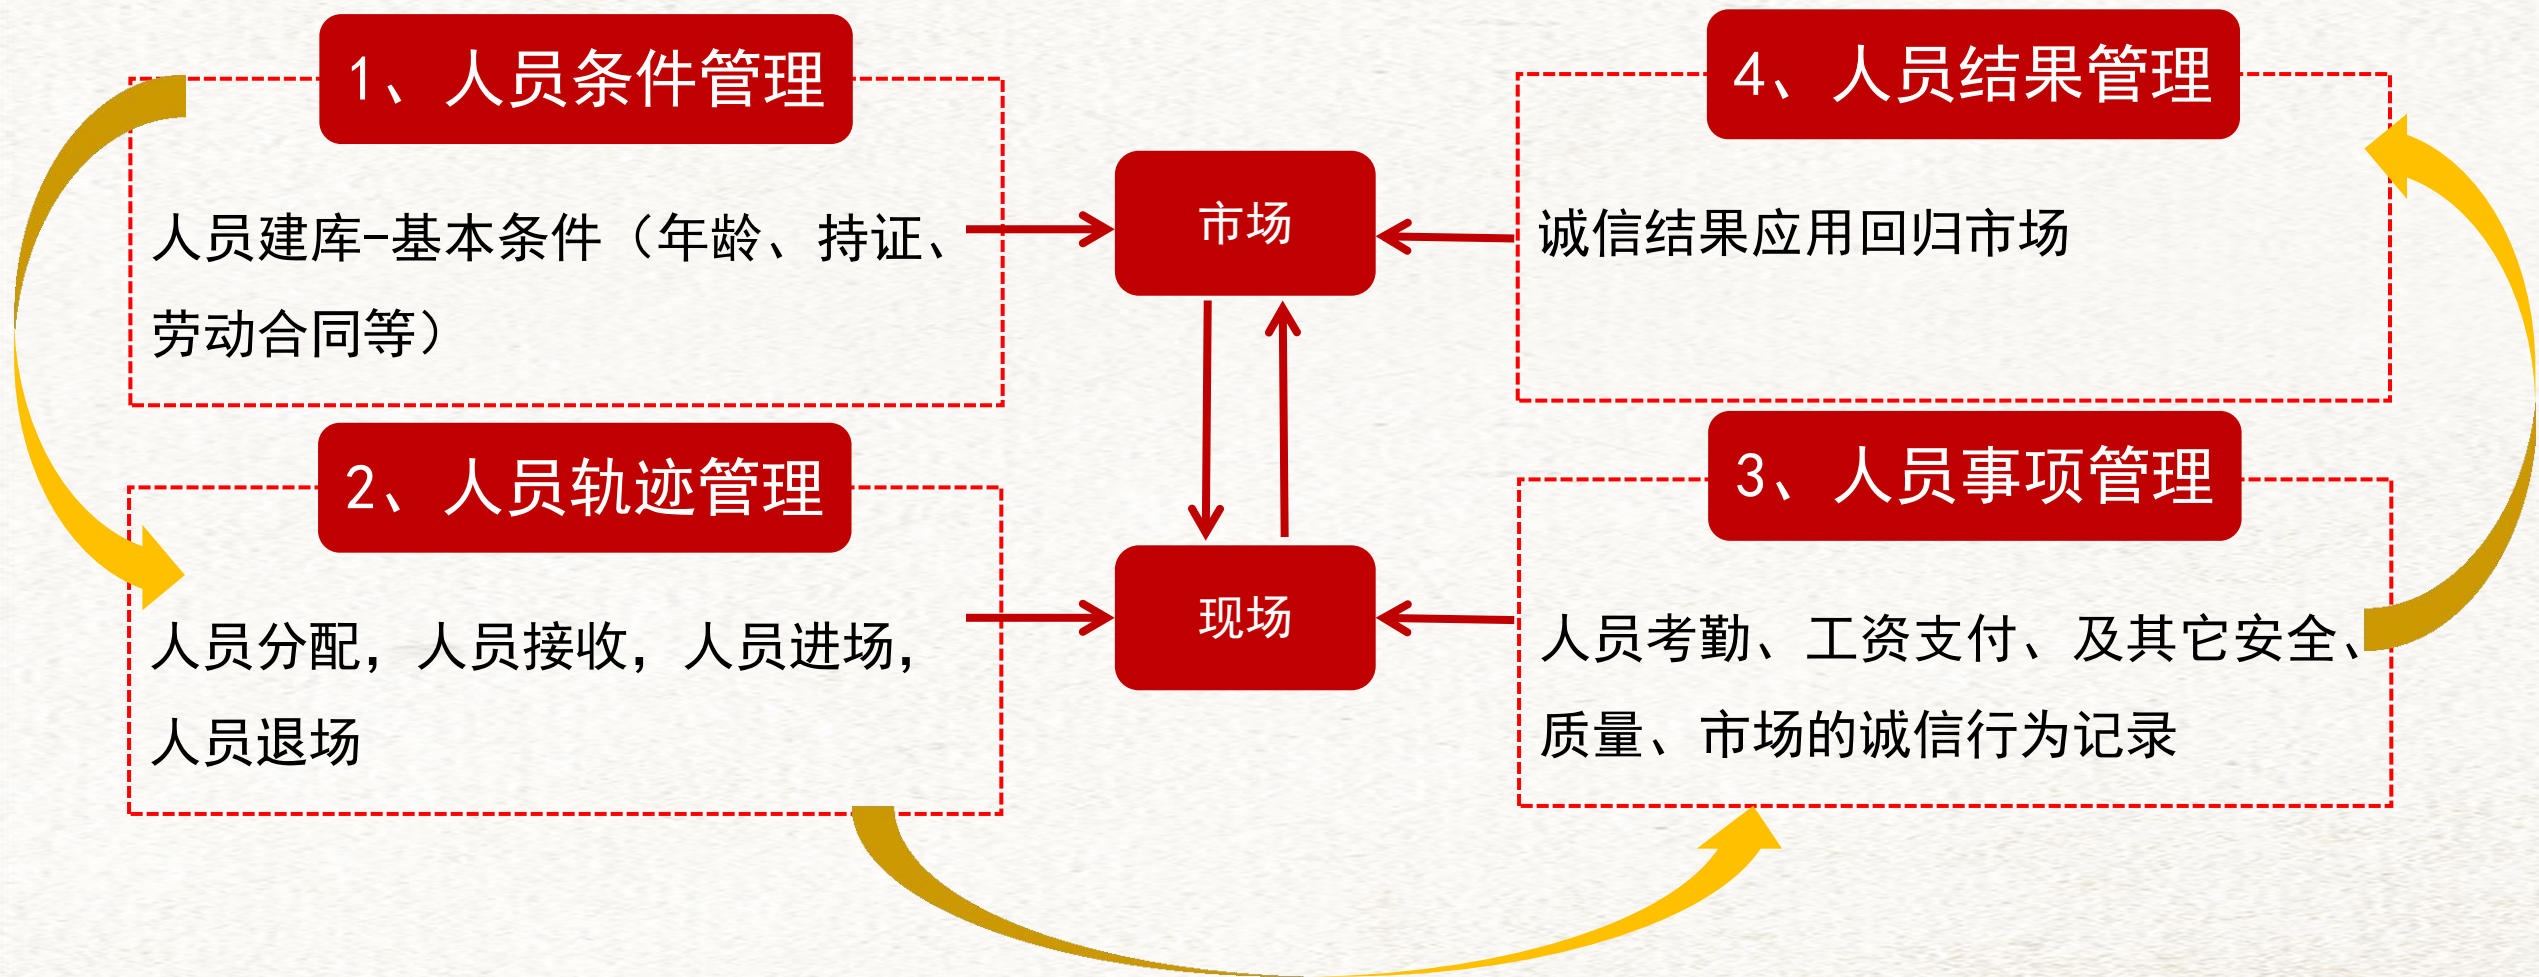 1、人员条件管理
人员建库-基本条件（年龄、持证、
劳动合同等）
2、人员轨迹管理
人员分配，人员接收，人员进场，
人员退场
市场
现场
4、人员结果管理
诚信结果应用回归市场
3、人员事项管理
人员考勤、工资支付、及其它安全、
质量、市场的诚信行为记录